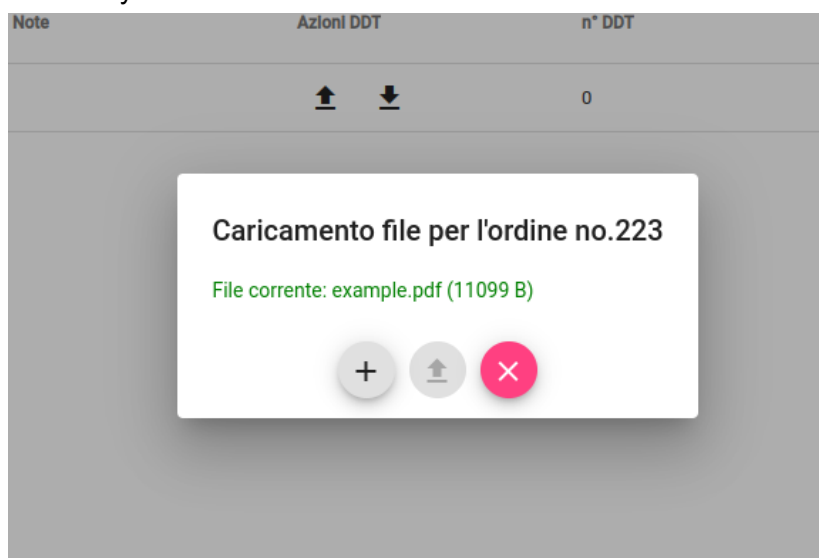 Note Azioni DDT n° DDT
0
Caricamento file per l'ordine no.223
File corrente: example.pdf (11099 B)